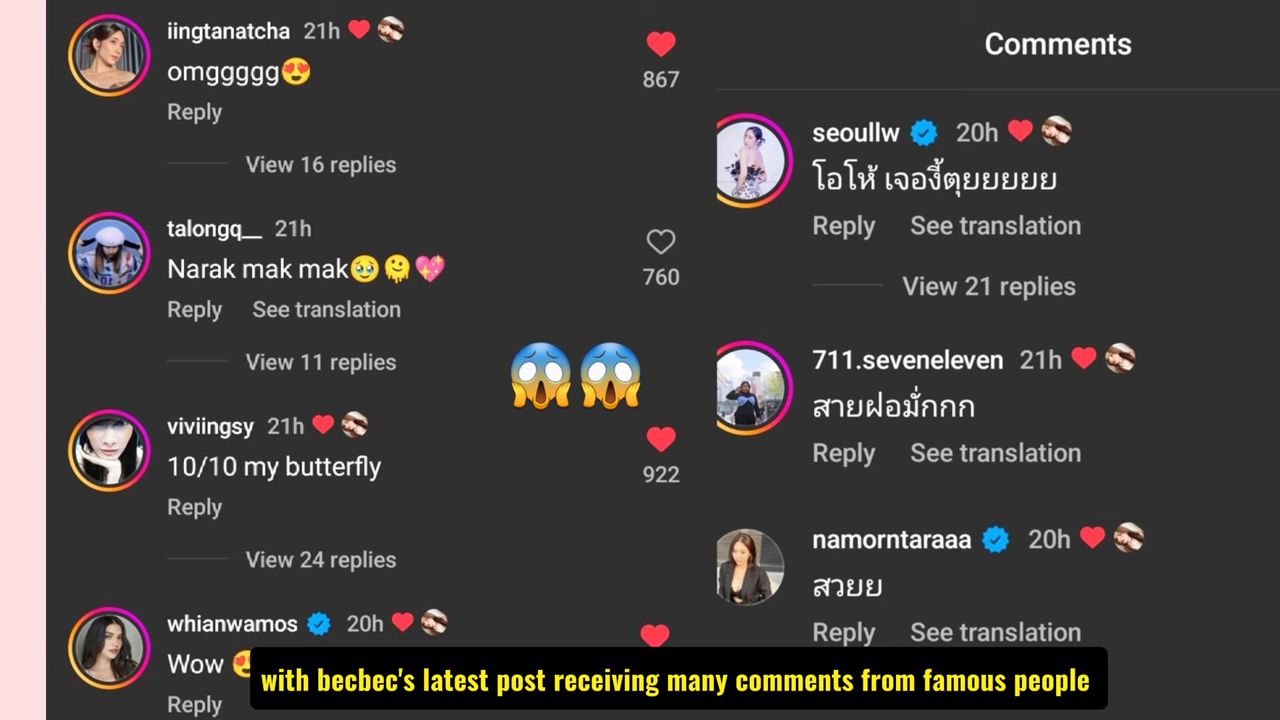 iingtanatcha 21h
omggggg😍
867
Reply
View 16 replies
talongq__ 21h
Narak mak mak🥹🫠💖
760
Reply See translation
View 11 replies
viviingsy 21h
10/10 my butterfly
922
Reply
View 24 replies
whianwamos 20h
Wow 😍
Reply
Comments
seoullw 20h
โอโห้ เจองี้ตุยยยยย
Reply See translation
View 21 replies
711.seveneleven 21h
สายฝอมั่กกก
Reply See translation
namorntaraaa 20h
สวยย
Reply See translation
with becbec's latest post receiving many comments from famous people